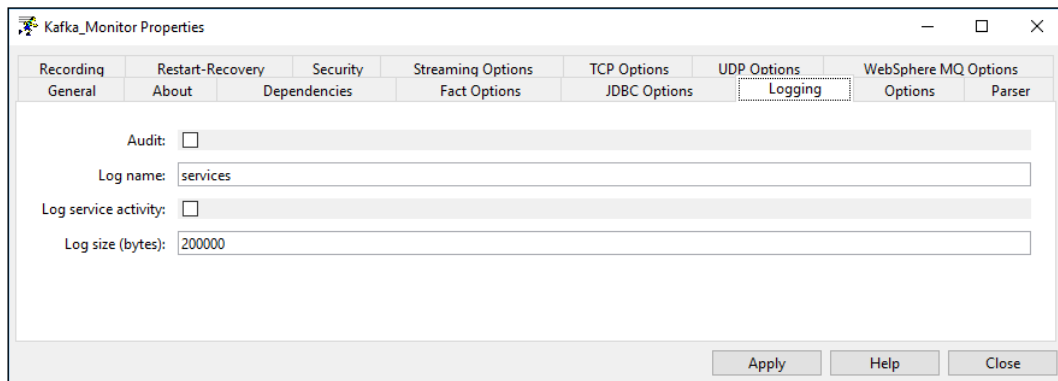 Kafka_Monitor Properties
Recording Restart-Recovery Security Streaming Options TCP Options UDP Options WebSphere MQ Options
General About Dependencies Fact Options JDBC Options Logging Options Parser
Audit:
Log name: services
Log service activity:
Log size (bytes): 200000
Apply Help Close